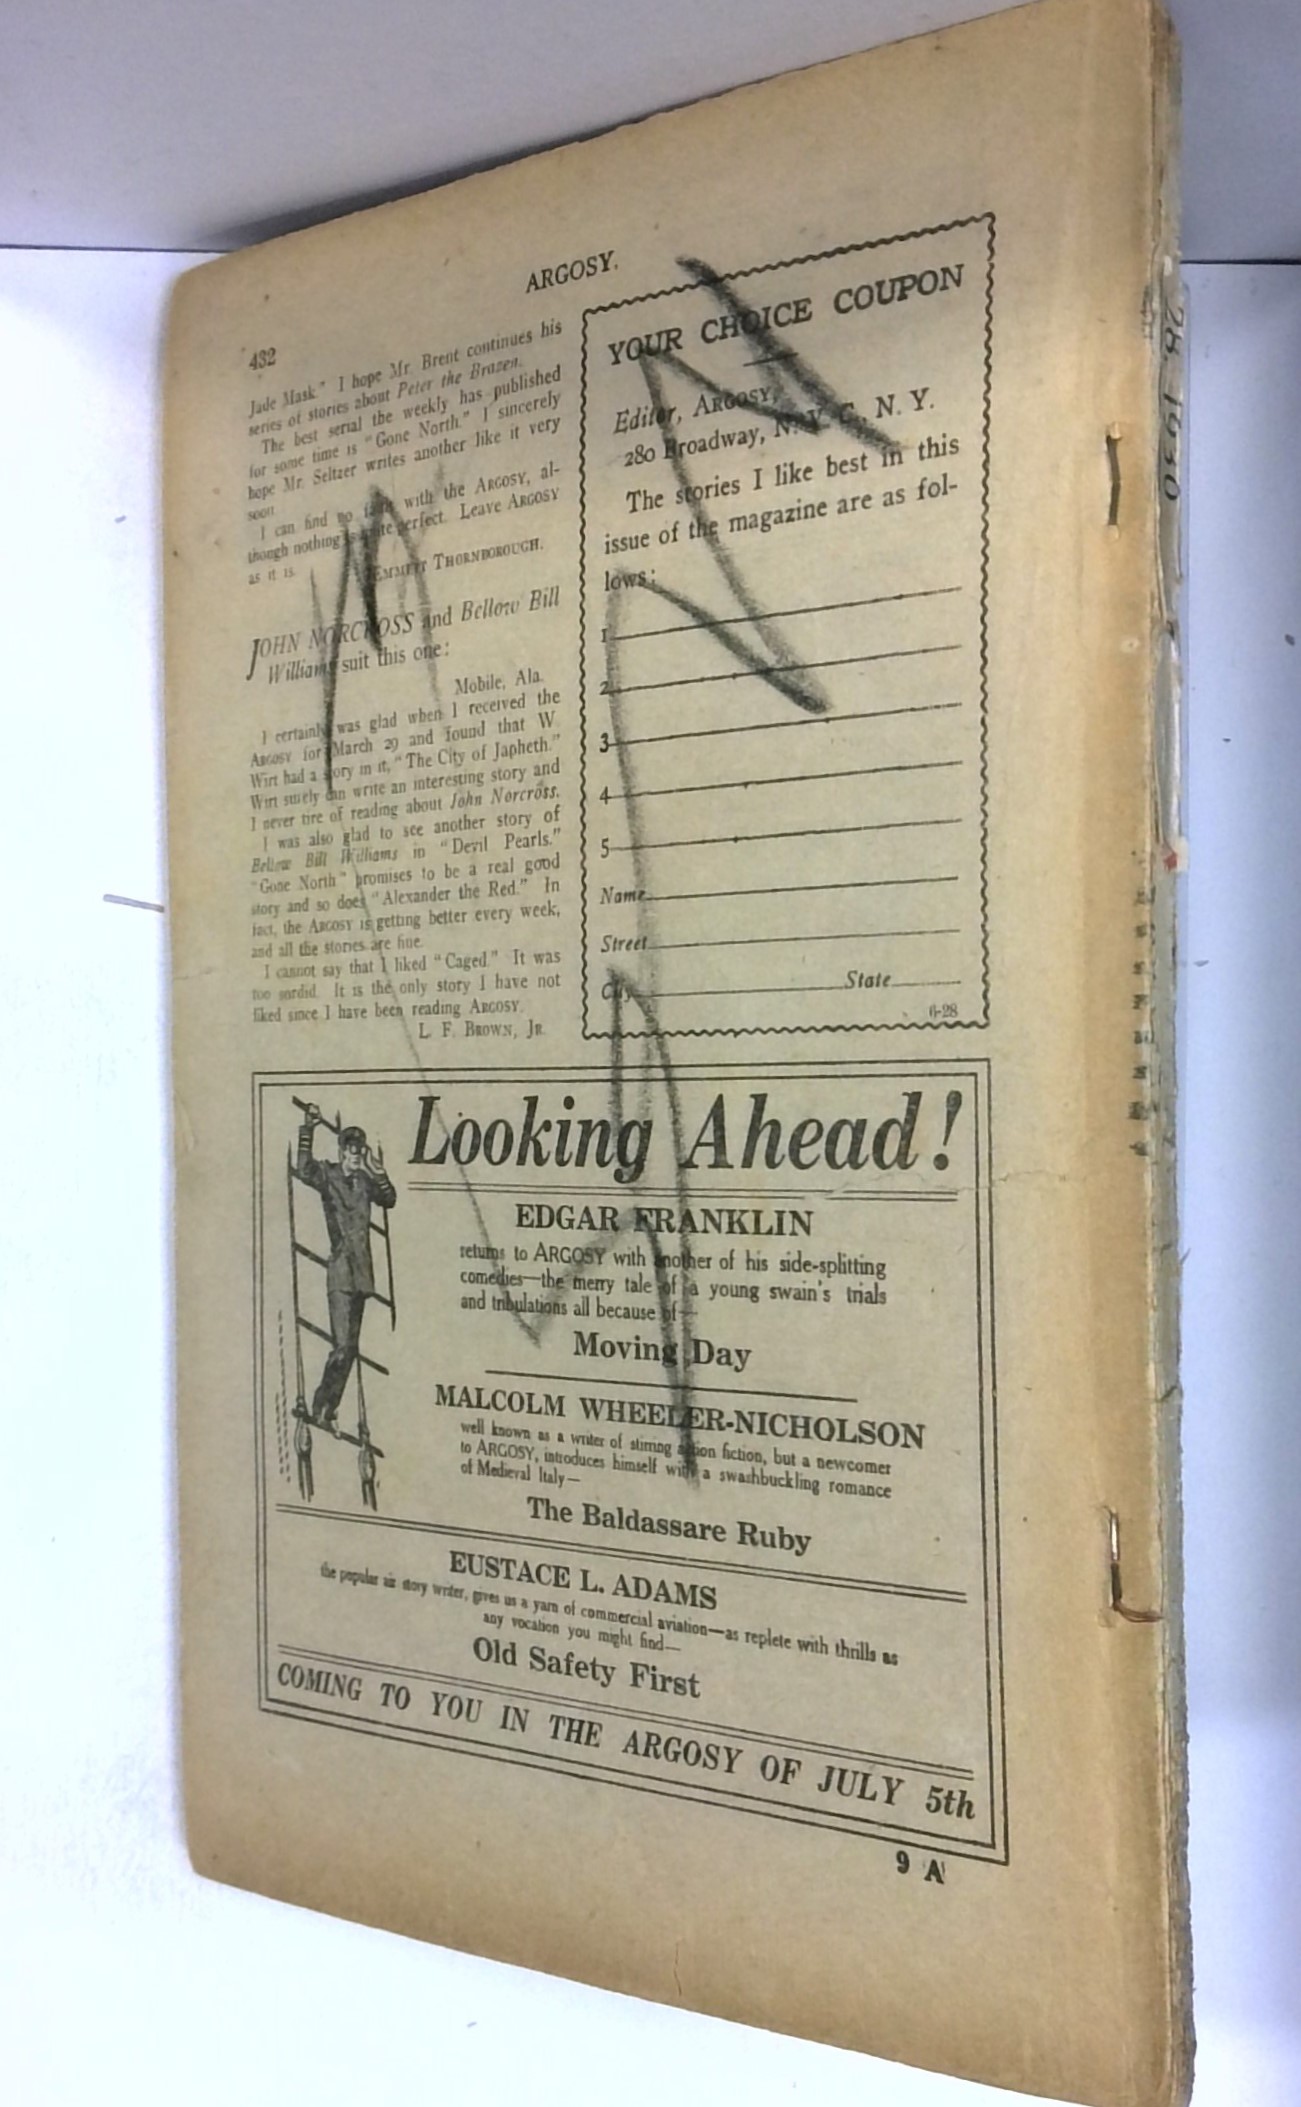 432
ARGOSY.
Jade Mask." I hope Mr. Brent continues his
series of stories about Peter the Brazen.
The best serial the weekly has published
for some time is "Gone North." I sincerely
hope Mr. Seltzer writes another like it very
soon.
I can find no with the ARGOSY, al-
though nothing perfect. Leave ARGOSY
as it is.
EMMETT THORNBOROUGH.
JOHN NORCROSS and Bellow Bill
Williams suit this one:
Mobile, Ala.
I certainly was glad when I received the
ARGOSY for March 29 and found that W.
Wirt had a story in it, "The City of Japheth."
Wirt surely can write an interesting story and
I never tire of reading about John Norcross.
I was also glad to see another story of
Bellow Bill Williams in "Devil Pearls."
"Gone North" promises to be a real good
story and so does "Alexander the Red." In
fact, the ARGOSY is getting better every week,
and all the stories are fine.
I cannot say that I liked "Caged." It was
too sordid. It is the only story I have not
liked since I have been reading ARGOSY.
L. F. BROWN, JR.
YOUR CHOICE COUPON
Editor, ARGOSY,
280 Broadway, N. Y. C., N. Y.
The stories I like best in this
issue of the magazine are as fol-
lows:
1
2
3
4
5
Name
Street
City State
6-28
Looking Ahead!
EDGAR FRANKLIN
returns to ARGOSY with another of his side-splitting
comedies—the merry tale of a young swain's trials
and tribulations all because of—
Moving Day
MALCOLM WHEELER-NICHOLSON
well known as a writer of stirring action fiction, but a newcomer
to ARGOSY, introduces himself with a swashbuckling romance
of Medieval Italy—
The Baldassare Ruby
EUSTACE L. ADAMS
the popular air story writer, gives us a yarn of commercial aviation—as replete with thrills as
any vocation you might find—
Old Safety First
COMING TO YOU IN THE ARGOSY OF JULY 5th
9 A
28, 1930